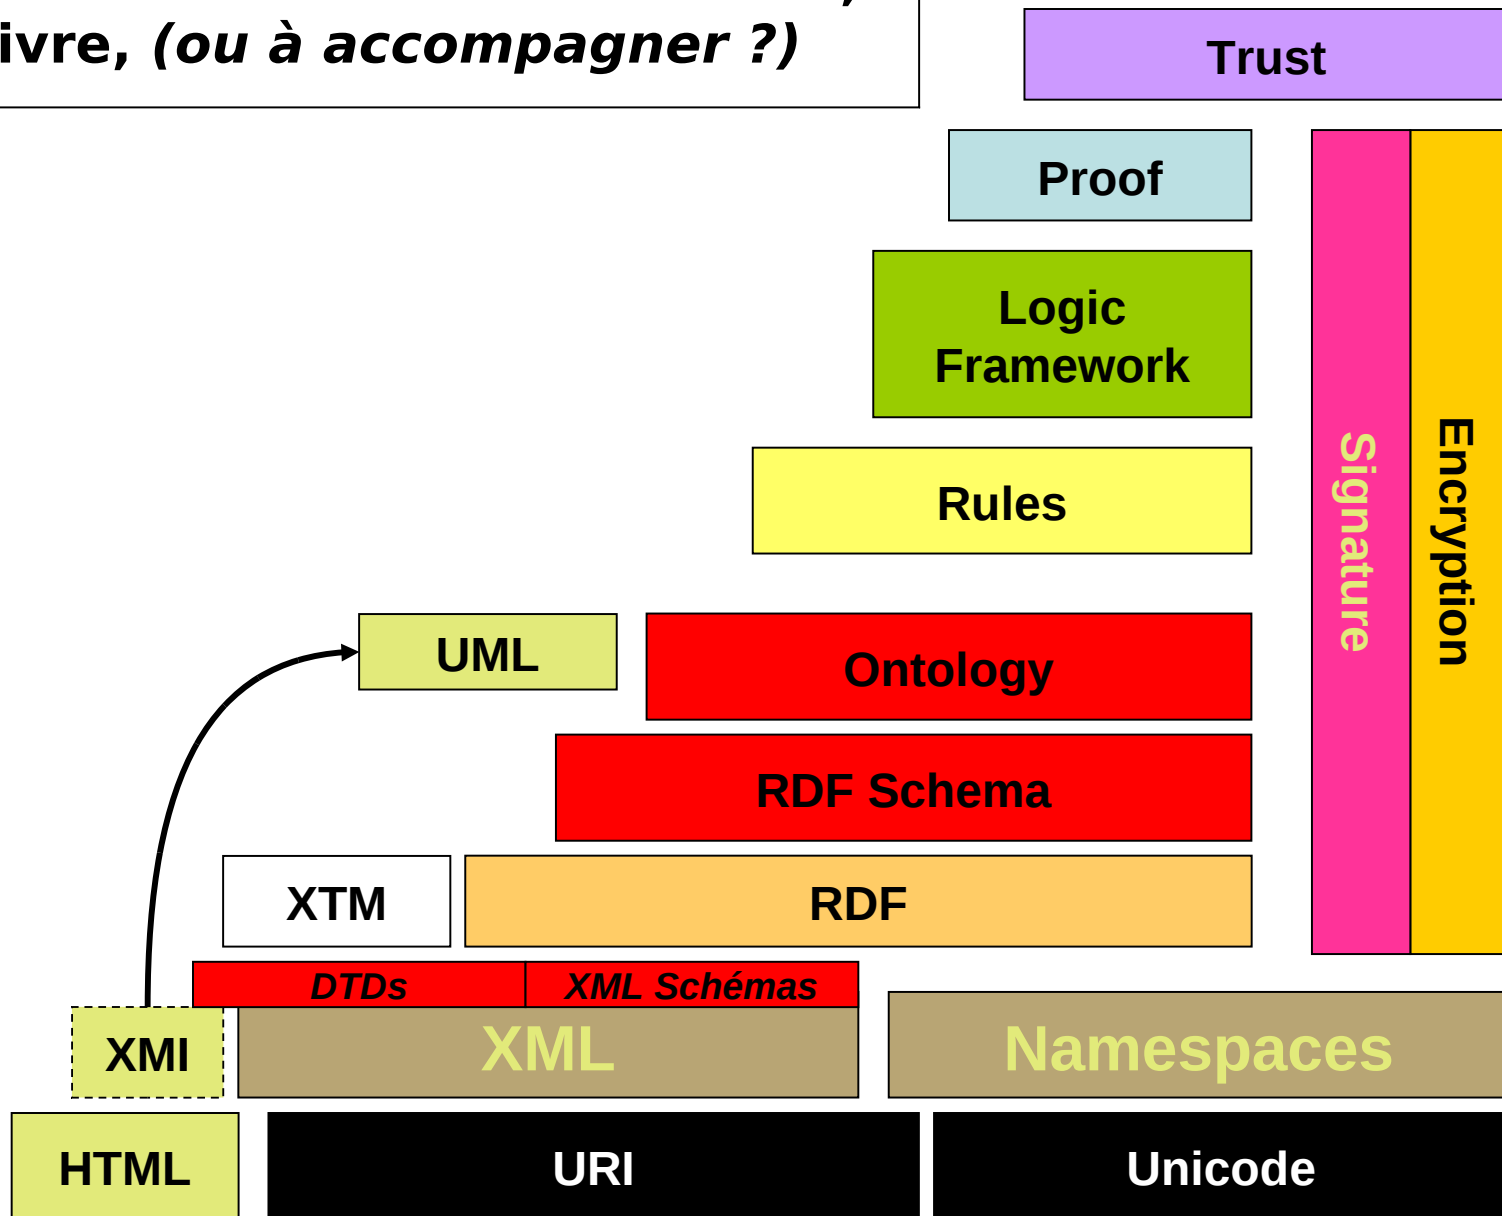 ivre, (ou à accompagner ?)
Trust
Proof
Logic
Framework
Rules
Signature
Encryption
UML
Ontology
RDF Schema
XTM
RDF
DTDs
XML Schémas
XMI
XML
Namespaces
HTML
URI
Unicode